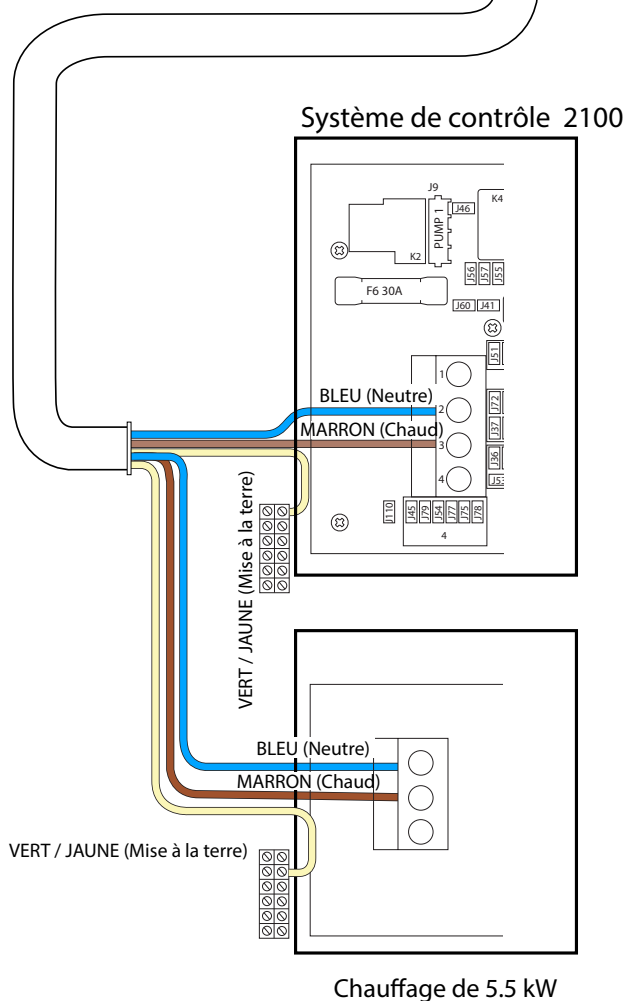 Système de contrôle 2100
J9
J46
K4
PUMP 1
K2
J56
J57
J55
F6 30A
J60
J41
J51
1
BLEU (Neutre)
2
J72
MARRON (Chaud)
3
J37
J36
4
J53
J110
J45
J79
J54
J77
J75
J78
4
VERT / JAUNE (Mise à la terre)
BLEU (Neutre)
MARRON (Chaud)
VERT / JAUNE (Mise à la terre)
Chauffage de 5.5 kW